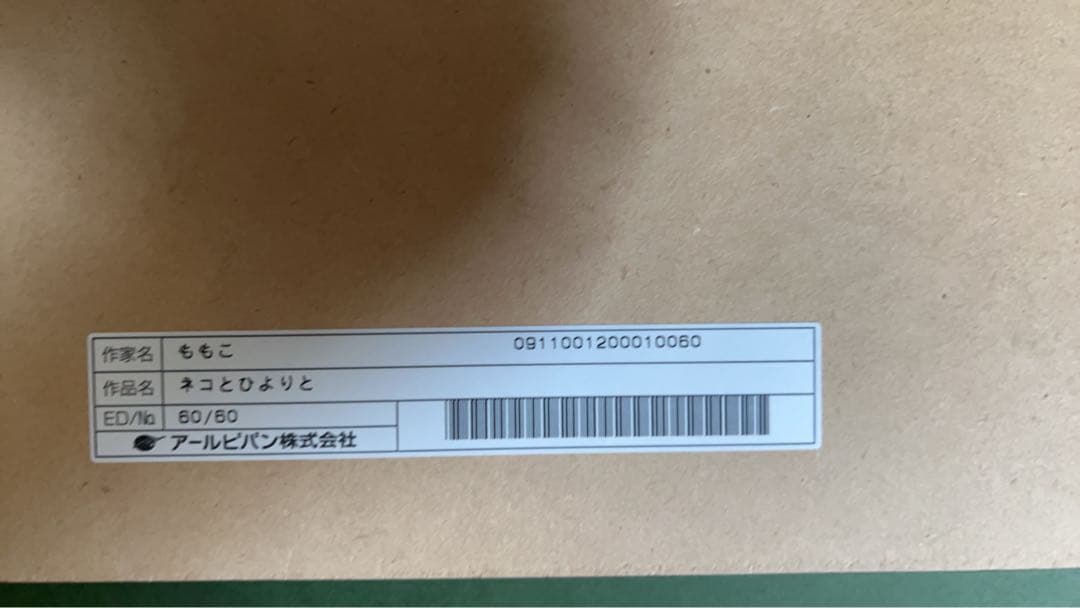 作家名 ももこ 0911001200010060
作品名 ネコとひよりと
ED/No. 60/60
アールビバン株式会社